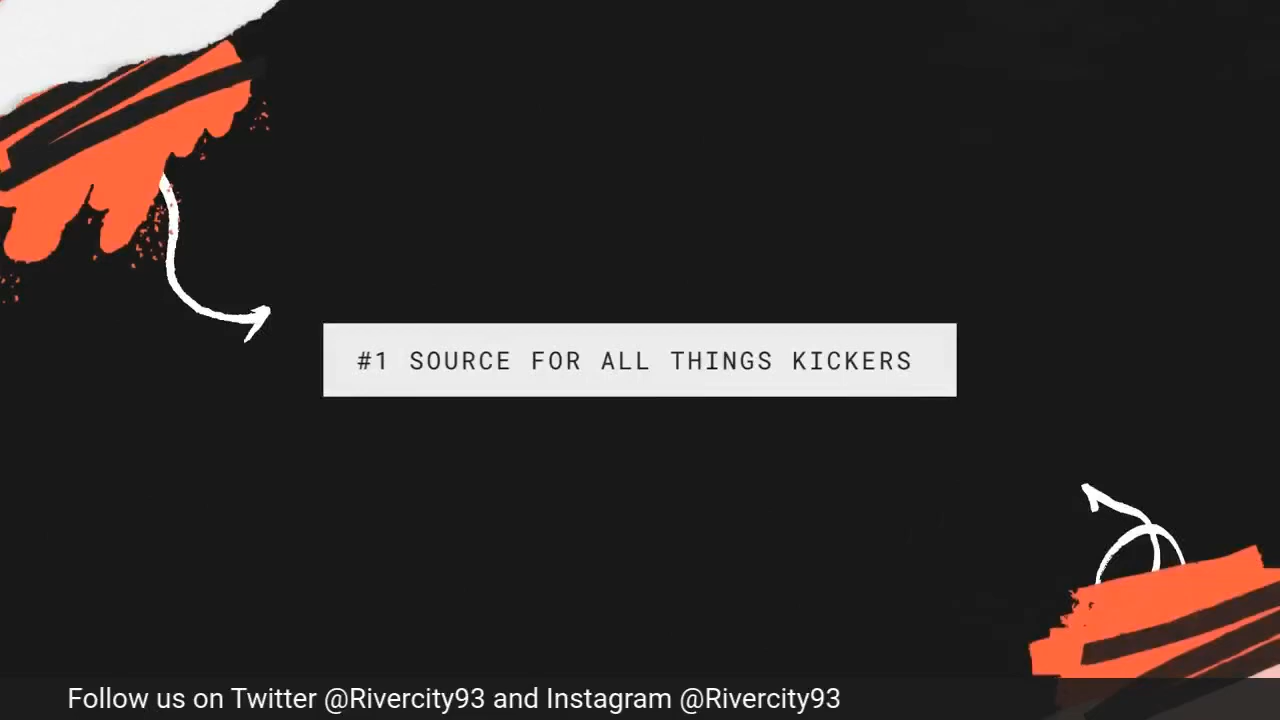 #1 SOURCE FOR ALL THINGS KICKERS
Follow us on Twitter @Rivercity93 and Instagram @Rivercity93